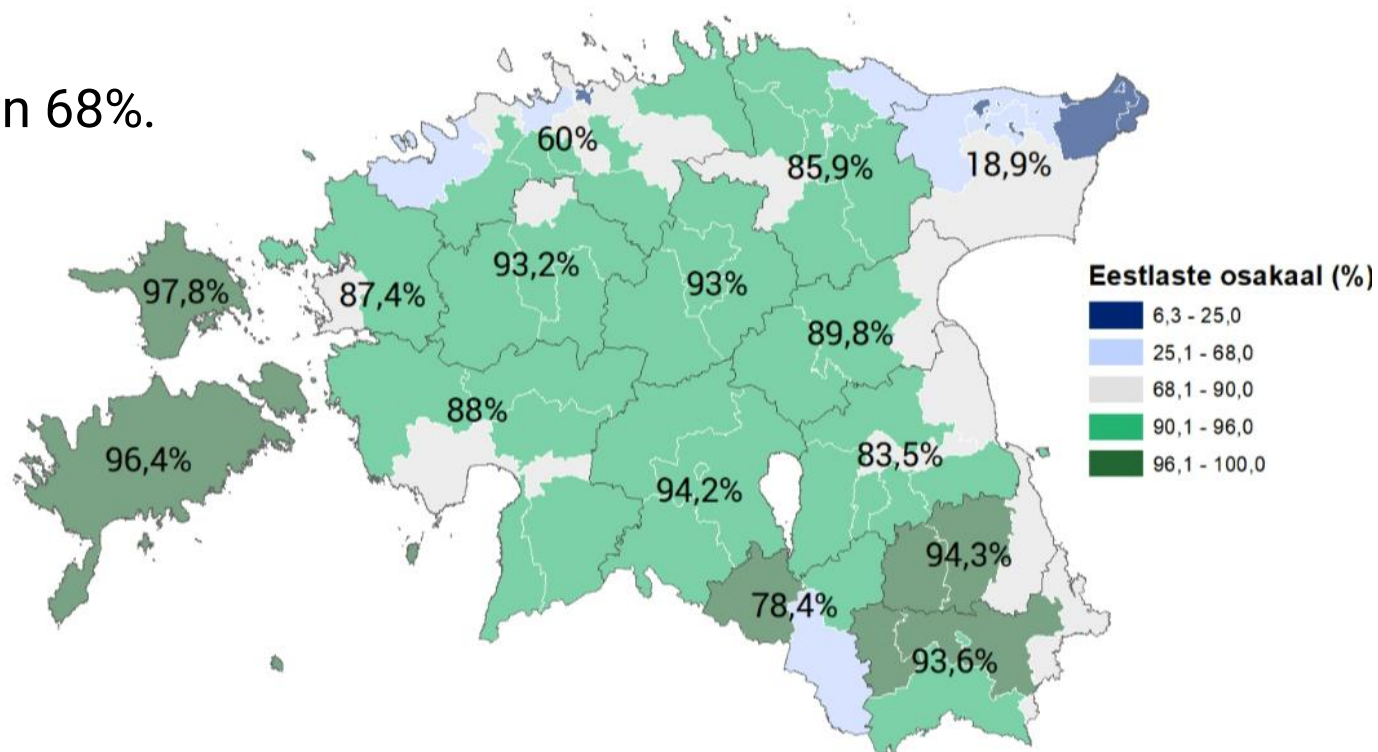 n 68%.
60%
85,9%
18,9%
97,8%
87,4%
93,2%
93%
89,8%
96,4%
88%
94,2%
83,5%
94,3%
78,4%
93,6%
Eestlaste osakaal (%)
6,3 - 25,0
25,1 - 68,0
68,1 - 90,0
90,1 - 96,0
96,1 - 100,0